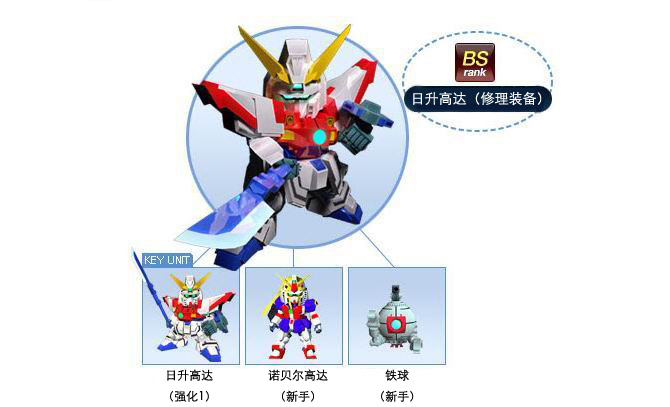 BS
rank
日升高达（修理装备）
KEY UNIT
日升高达
（强化1）
诺贝尔高达
（新手）
铁球
（新手）